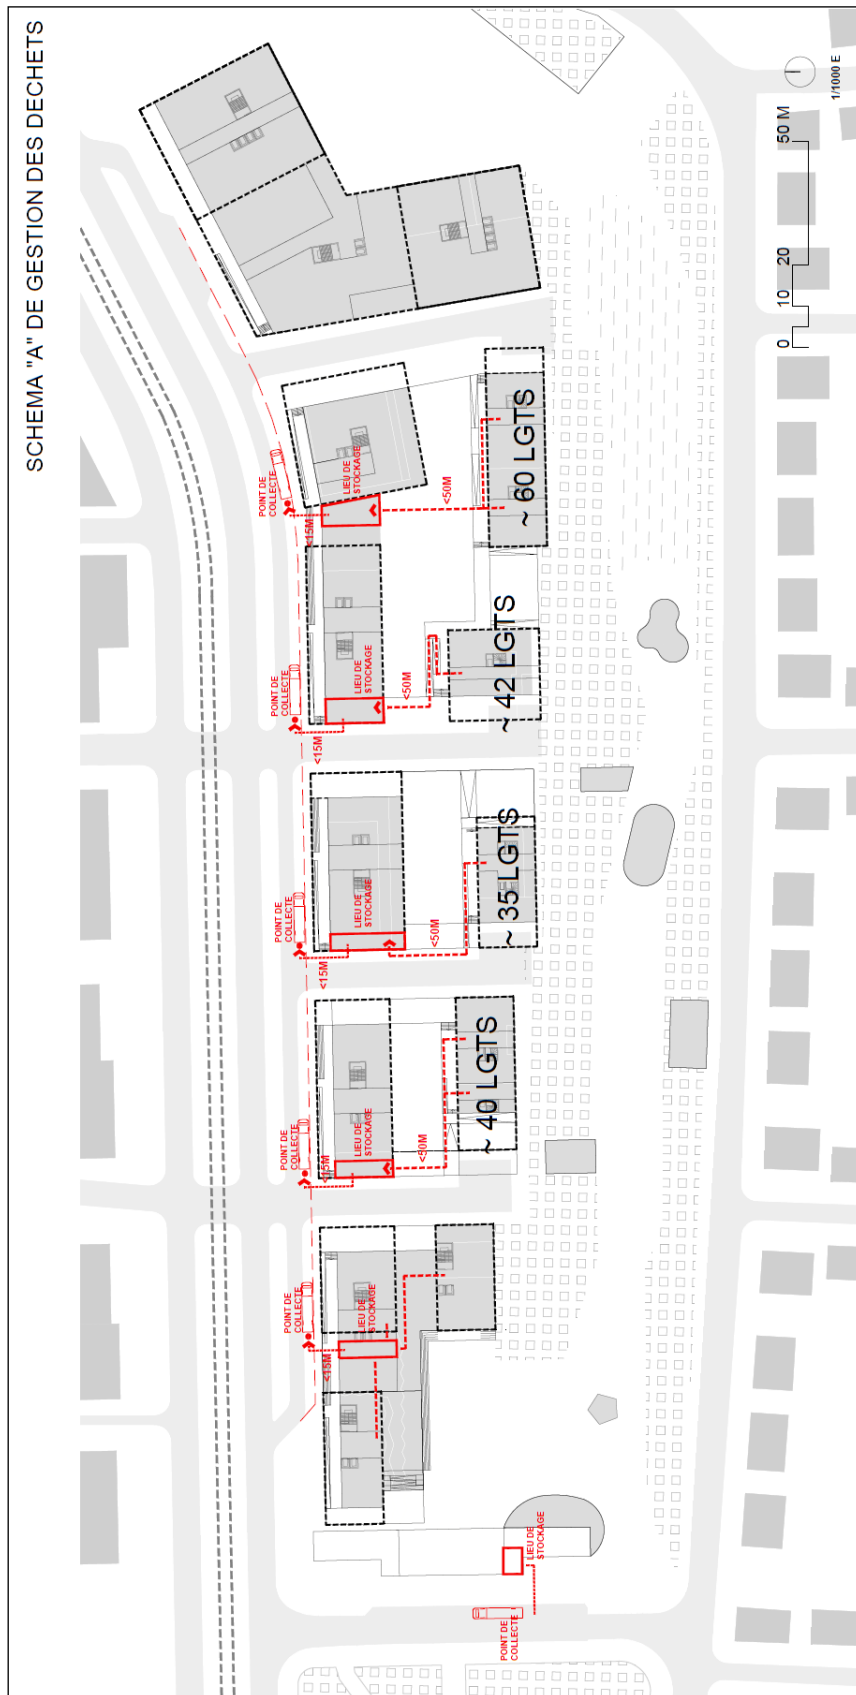 SCHEMA "A" DE GESTION DES DECHETS
0 10 20 50 M
1/1000 E
POINT DE
COLLECTE
<15M
LIEU DE
STOCKAGE
<50M
~ 60 LGTS
POINT DE
COLLECTE
<15M
LIEU DE
STOCKAGE
<50M
~ 42 LGTS
POINT DE
COLLECTE
<15M
LIEU DE
STOCKAGE
<50M
~ 35 LGTS
POINT DE
COLLECTE
<15M
LIEU DE
STOCKAGE
<50M
~ 40 LGTS
POINT DE
COLLECTE
<15M
LIEU DE
STOCKAGE
LIEU DE
STOCKAGE
POINT DE
COLLECTE